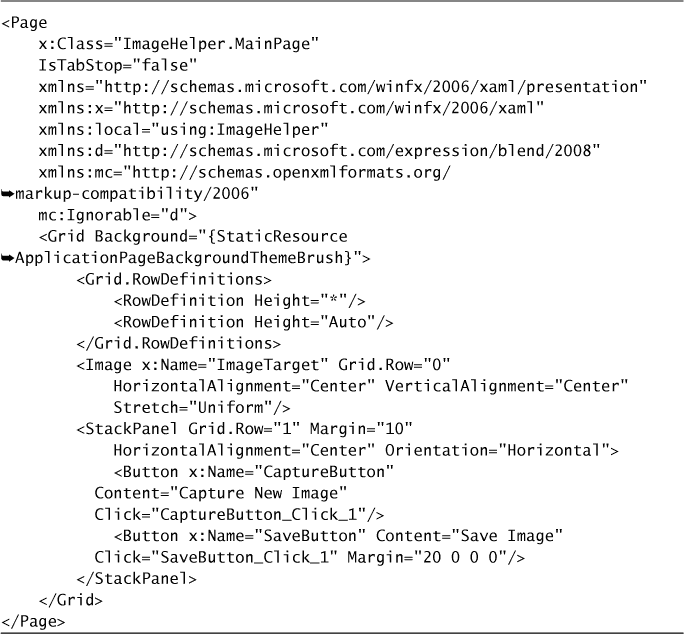 <Page
    x:Class="ImageHelper.MainPage"
    IsTabStop="false"
    xmlns="http://schemas.microsoft.com/winfx/2006/xaml/presentation"
    xmlns:x="http://schemas.microsoft.com/winfx/2006/xaml"
    xmlns:local="using:ImageHelper"
    xmlns:d="http://schemas.microsoft.com/expression/blend/2008"
    xmlns:mc="http://schemas.openxmlformats.org/
➥markup-compatibility/2006"
    mc:Ignorable="d">
    <Grid Background="{StaticResource
➥ApplicationPageBackgroundThemeBrush}">
        <Grid.RowDefinitions>
            <RowDefinition Height="*"/>
            <RowDefinition Height="Auto"/>
        </Grid.RowDefinitions>
        <Image x:Name="ImageTarget" Grid.Row="0"
            HorizontalAlignment="Center" VerticalAlignment="Center"
            Stretch="Uniform"/>
        <StackPanel Grid.Row="1" Margin="10"
            HorizontalAlignment="Center" Orientation="Horizontal">
            <Button x:Name="CaptureButton"
          Content="Capture New Image"
          Click="CaptureButton_Click_1"/>
            <Button x:Name="SaveButton" Content="Save Image"
          Click="SaveButton_Click_1" Margin="20 0 0 0"/>
        </StackPanel>
    </Grid>
</Page>